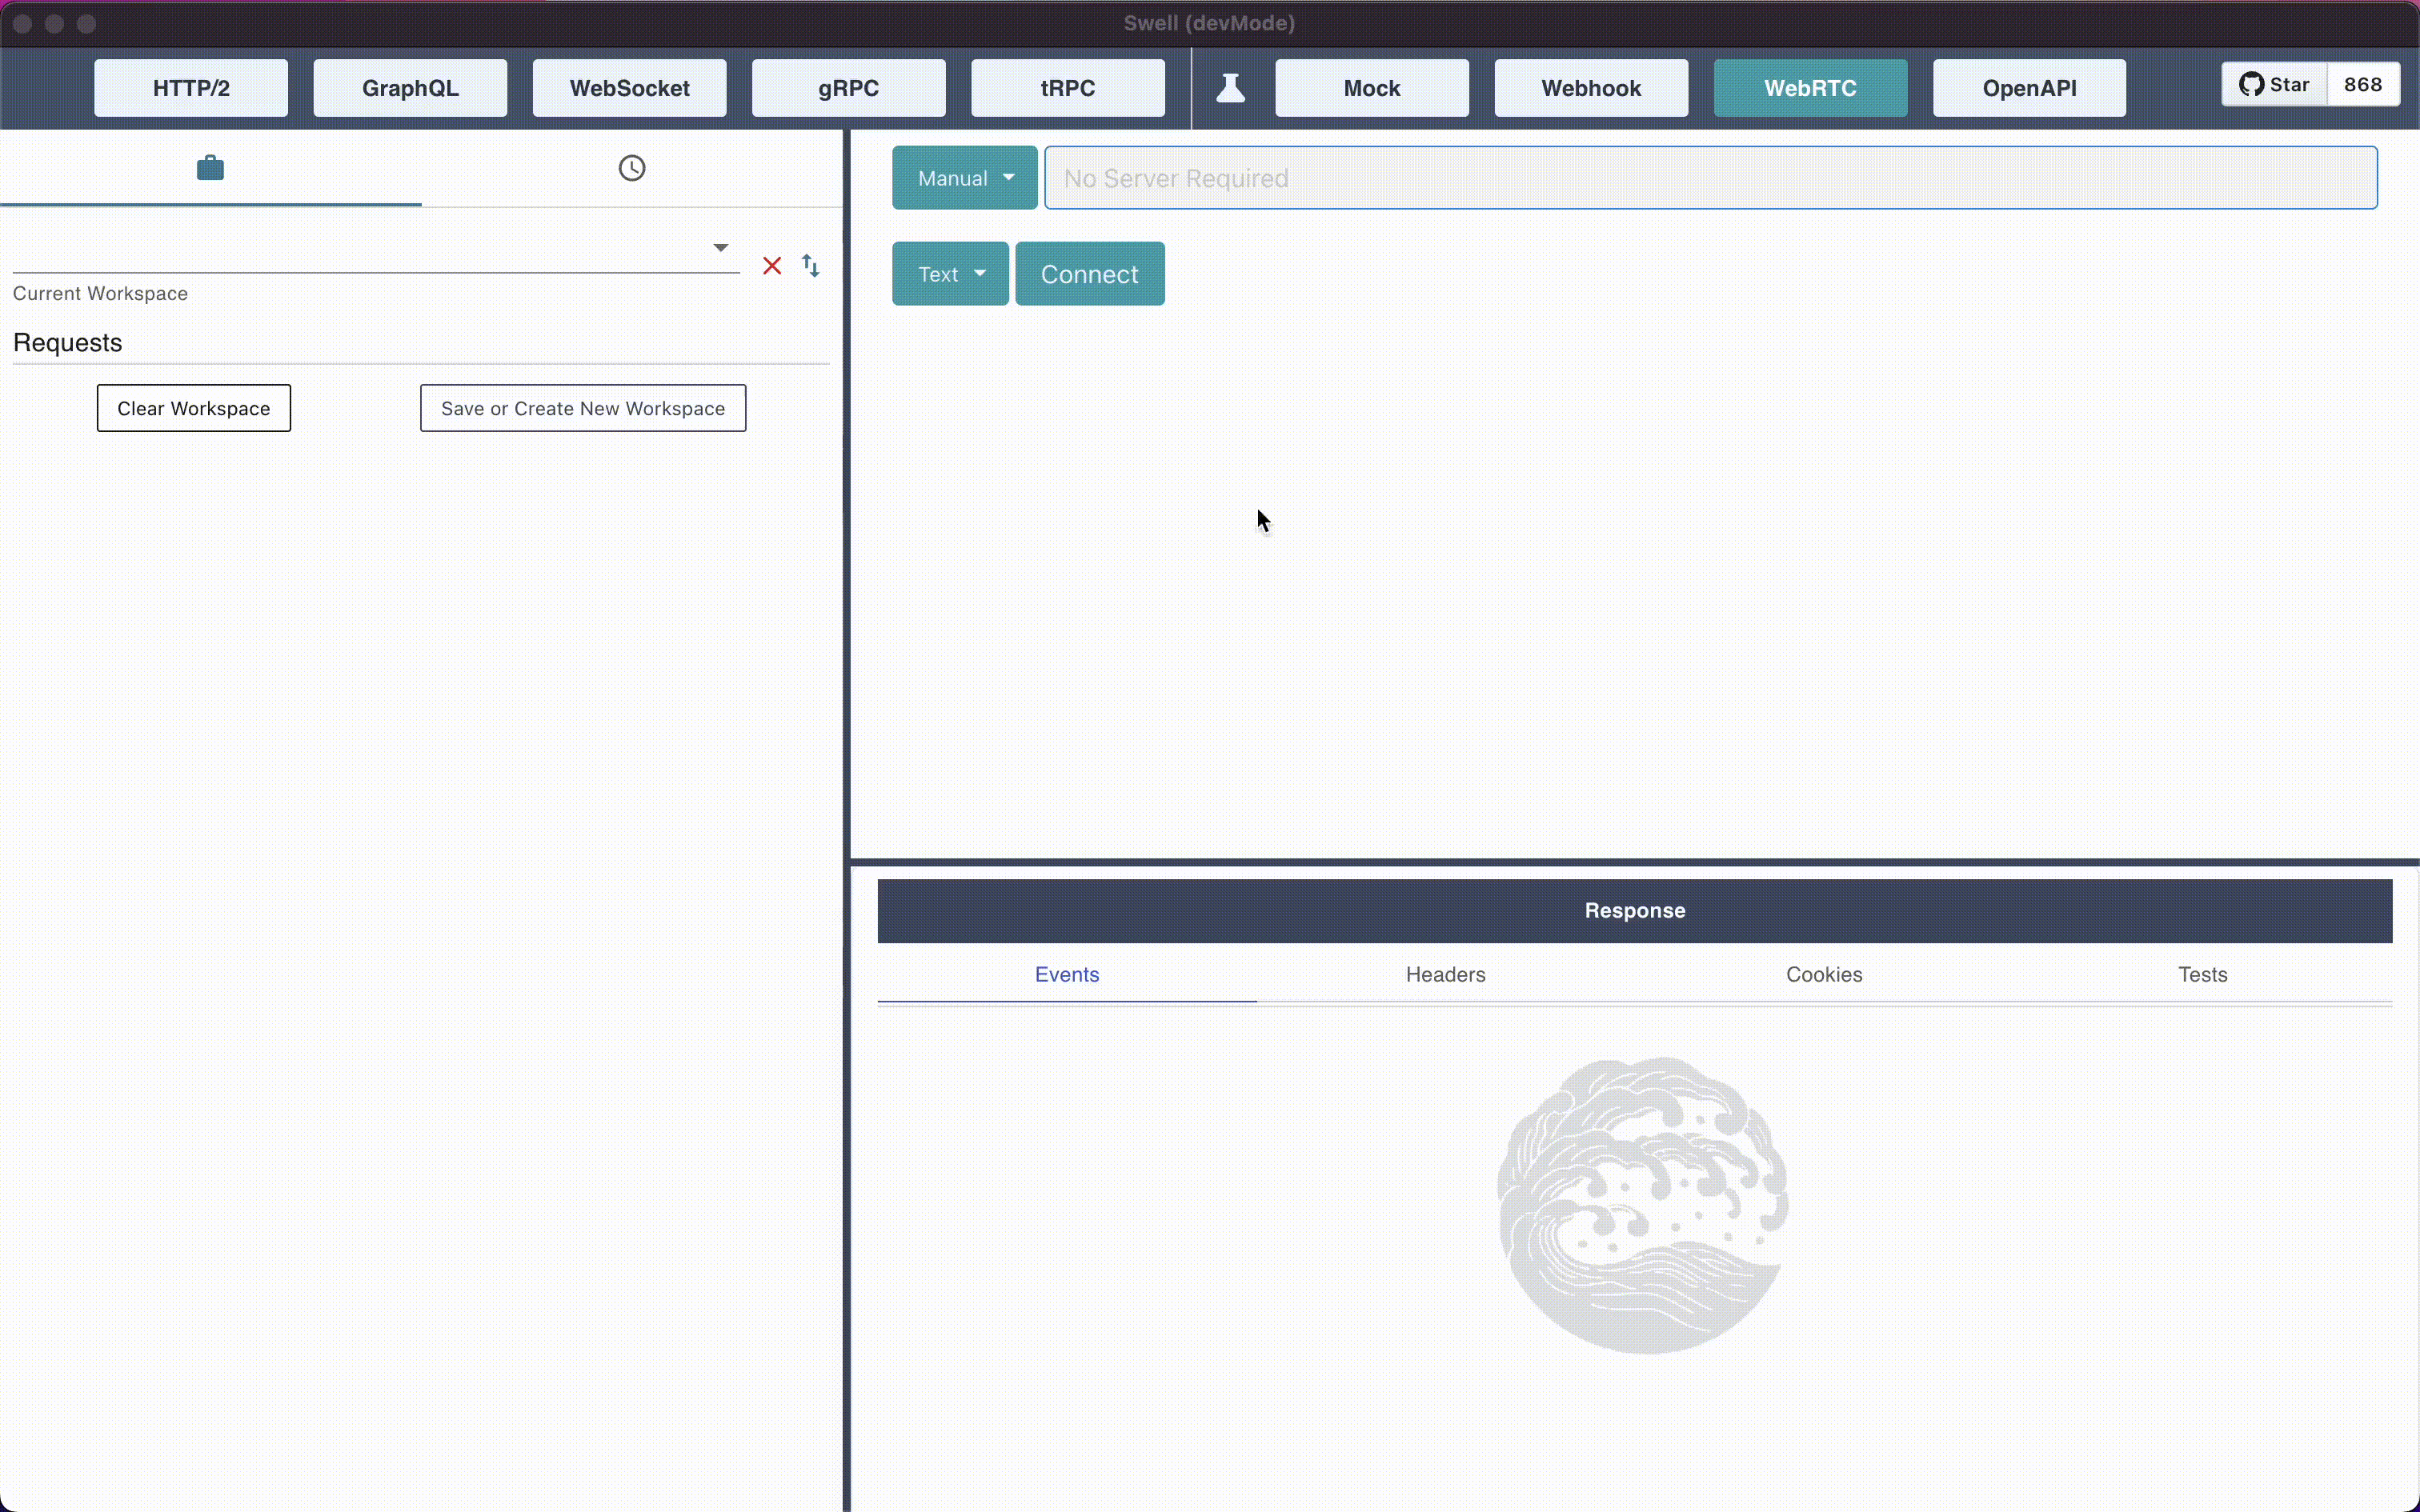 Swell (devMode)
HTTP/2 GraphQL WebSocket gRPC tRPC Mock Webhook WebRTC OpenAPI Star 868
Manual No Server Required
Text Connect
Current Workspace
Requests
Clear Workspace Save or Create New Workspace
Response
Events Headers Cookies Tests